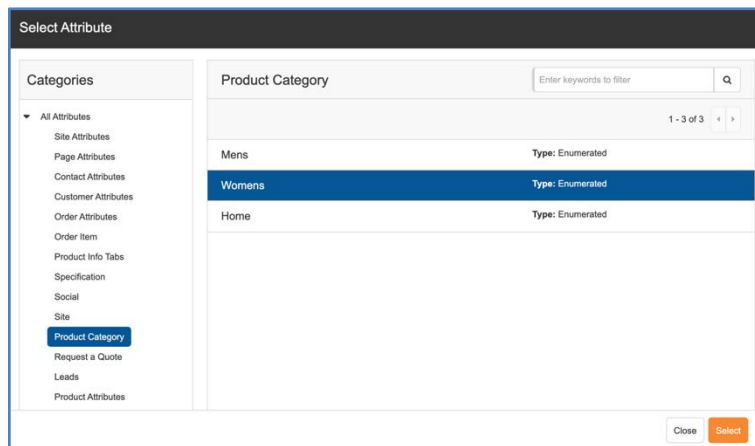 Select Attribute
Categories
All Attributes
Site Attributes
Page Attributes
Contact Attributes
Customer Attributes
Order Attributes
Order Item
Product Info Tabs
Specification
Social
Site
Product Category
Request a Quote
Leads
Product Attributes
Product Category
Enter keywords to filter
1 - 3 of 3
Mens Type: Enumerated
Womens Type: Enumerated
Home Type: Enumerated
Close Select